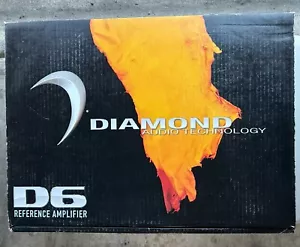 DIAMOND
AUDIO TECHNOLOGY
D6
REFERENCE AMPLIFIER